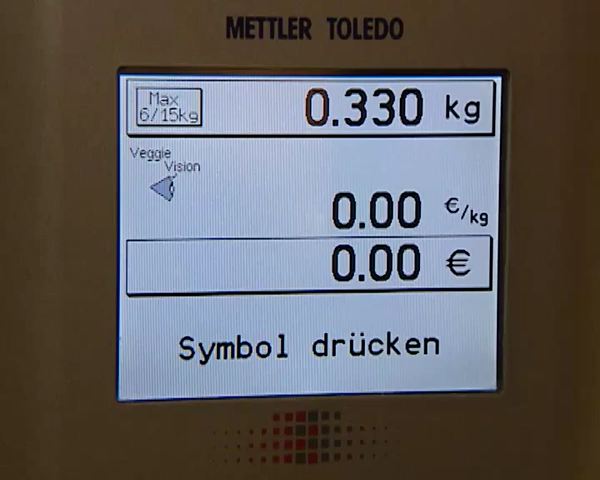 METTLER TOLEDO
Max
6/15kg
0.330 kg
Veggie
Vision
0.00 €/kg
0.00 €
Symbol drücken